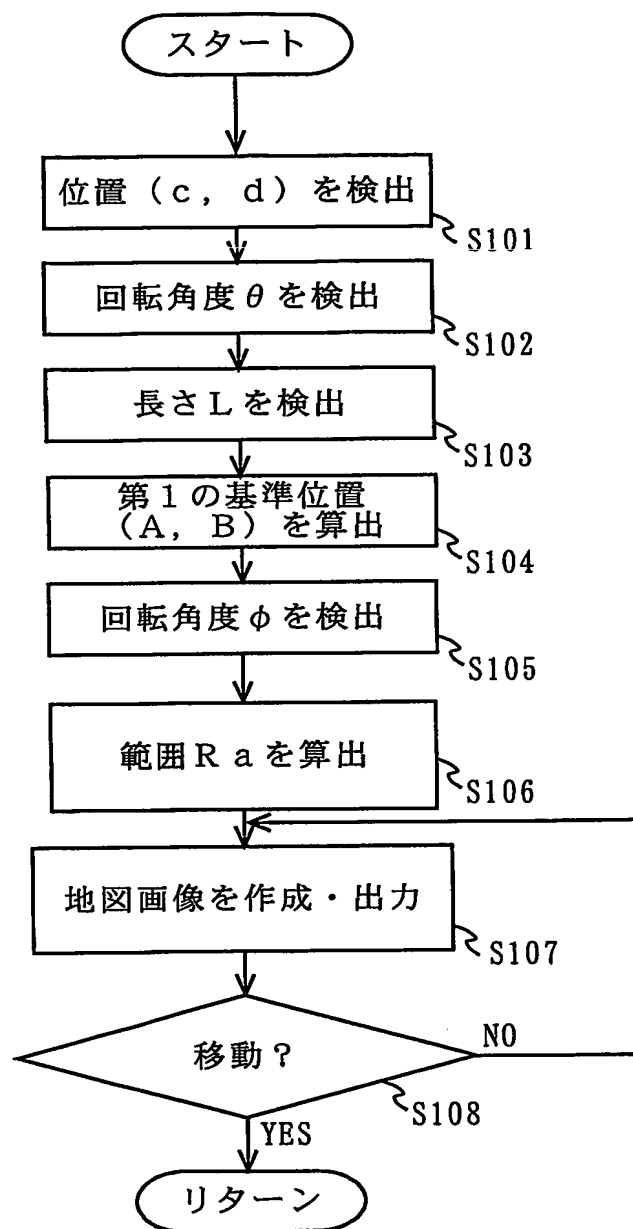 スタート
位置(c, d)を検出
S101
回転角度θを検出
S102
長さLを検出
S103
第1の基準位置
(A, B)を算出
S104
回転角度φを検出
S105
範囲Raを算出
S106
地図画像を作成・出力
S107
移動?
NO
S108
YES
リターン